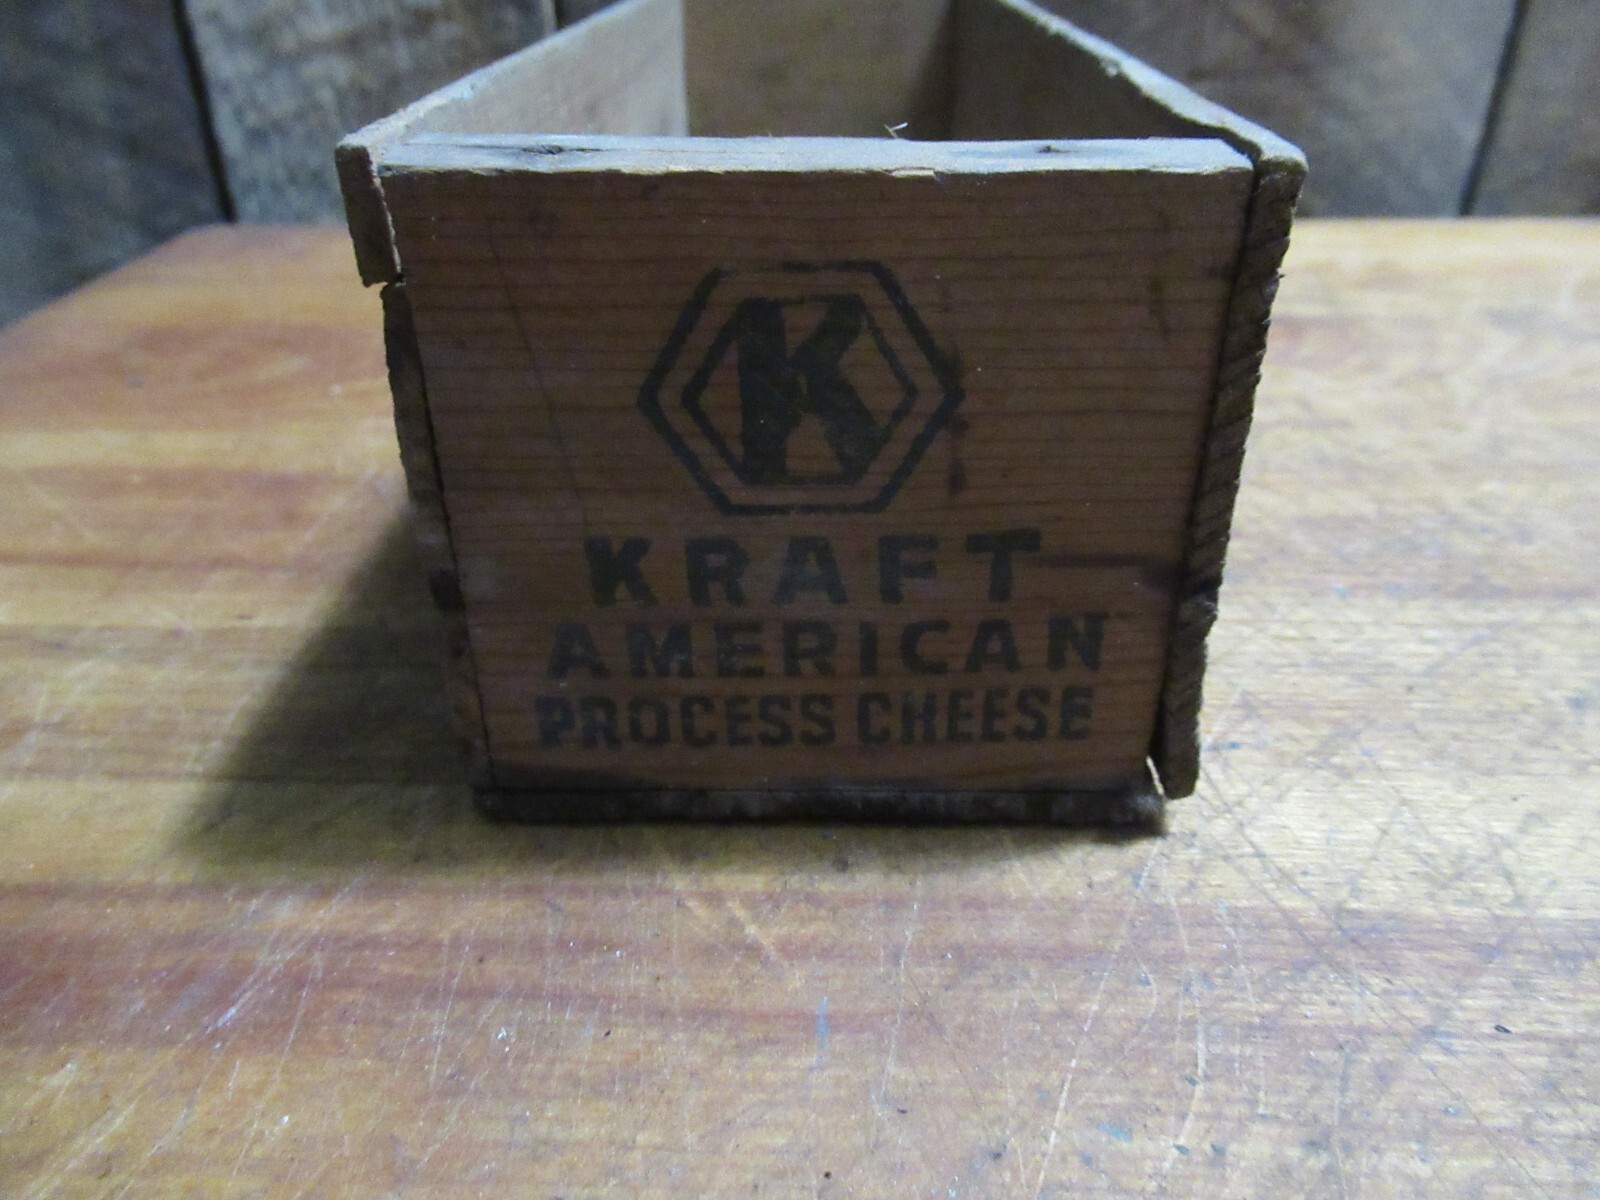 K
KRAFT
AMERICAN
PROCESS CHEESE